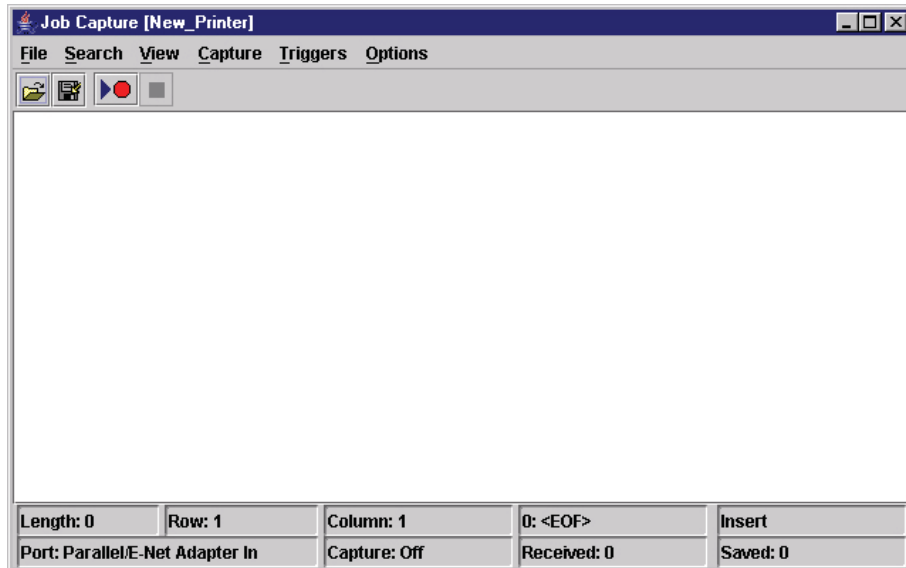 Job Capture [New_Printer]
File Search View Capture Triggers Options
Length: 0 Row: 1 Column: 1 0: <EOF> Insert
Port: Parallel/E-Net Adapter In Capture: Off Received: 0 Saved: 0